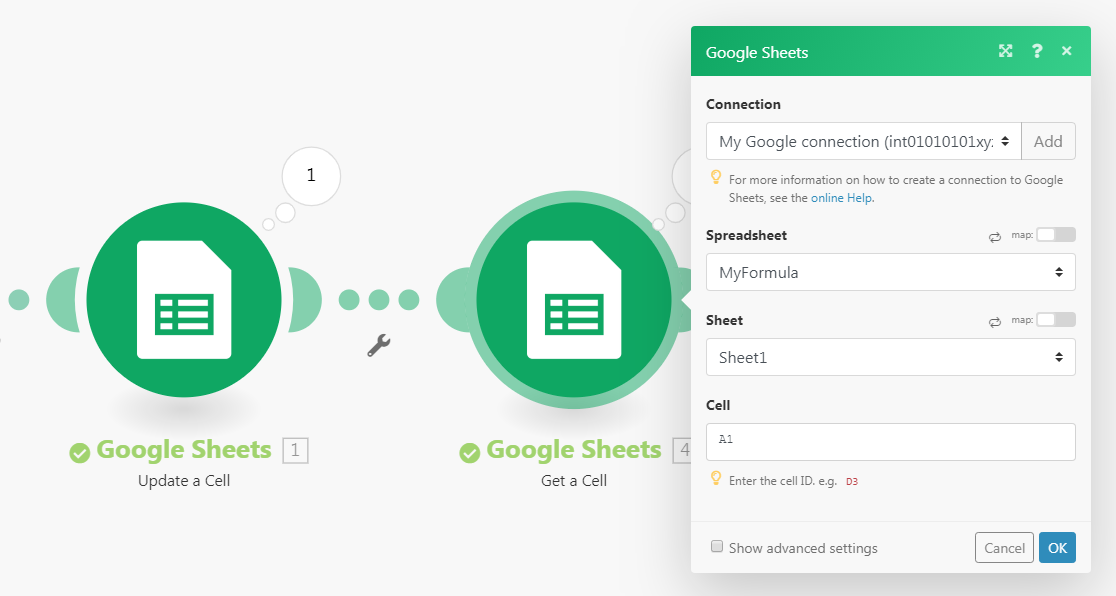 Google Sheets
?
Connection
My Google connection (int01010101xy:
Add
For more information on how to create a connection to Google
Sheets, see the online Help.
Spreadsheet
map:
MyFormula
Sheet
map:
Sheet1
Cell
A1
Enter the cell ID. e.g. D3
Show advanced settings
Cancel
OK
1
Google Sheets 1
Update a Cell
Google Sheets 4
Get a Cell